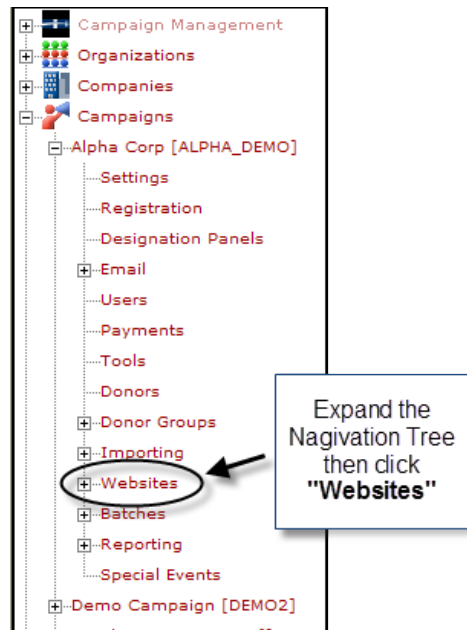 Campaign Management
Organizations
Companies
Campaigns
Alpha Corp [ALPHA_DEMO]
Settings
Registration
Designation Panels
Email
Users
Payments
Tools
Donors
Donor Groups
Importing
Websites
Batches
Reporting
Special Events
Demo Campaign [DEMO2]
Expand the
Nagivation Tree
then click
"Websites"